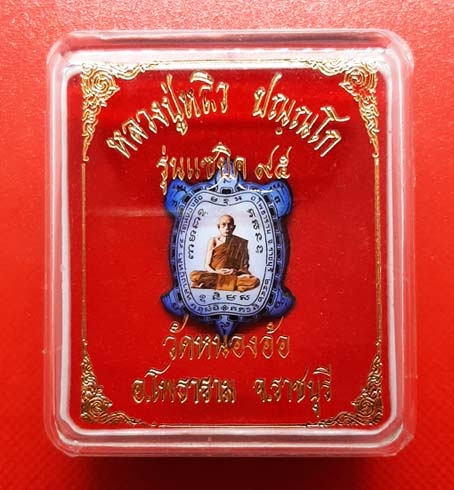 หลวงปู่หลิว ปณฺณโก
รุ่นแซยิด ๙๕
วัดหนองอ้อ
อ.โพธาราม จ.ราชบุรี